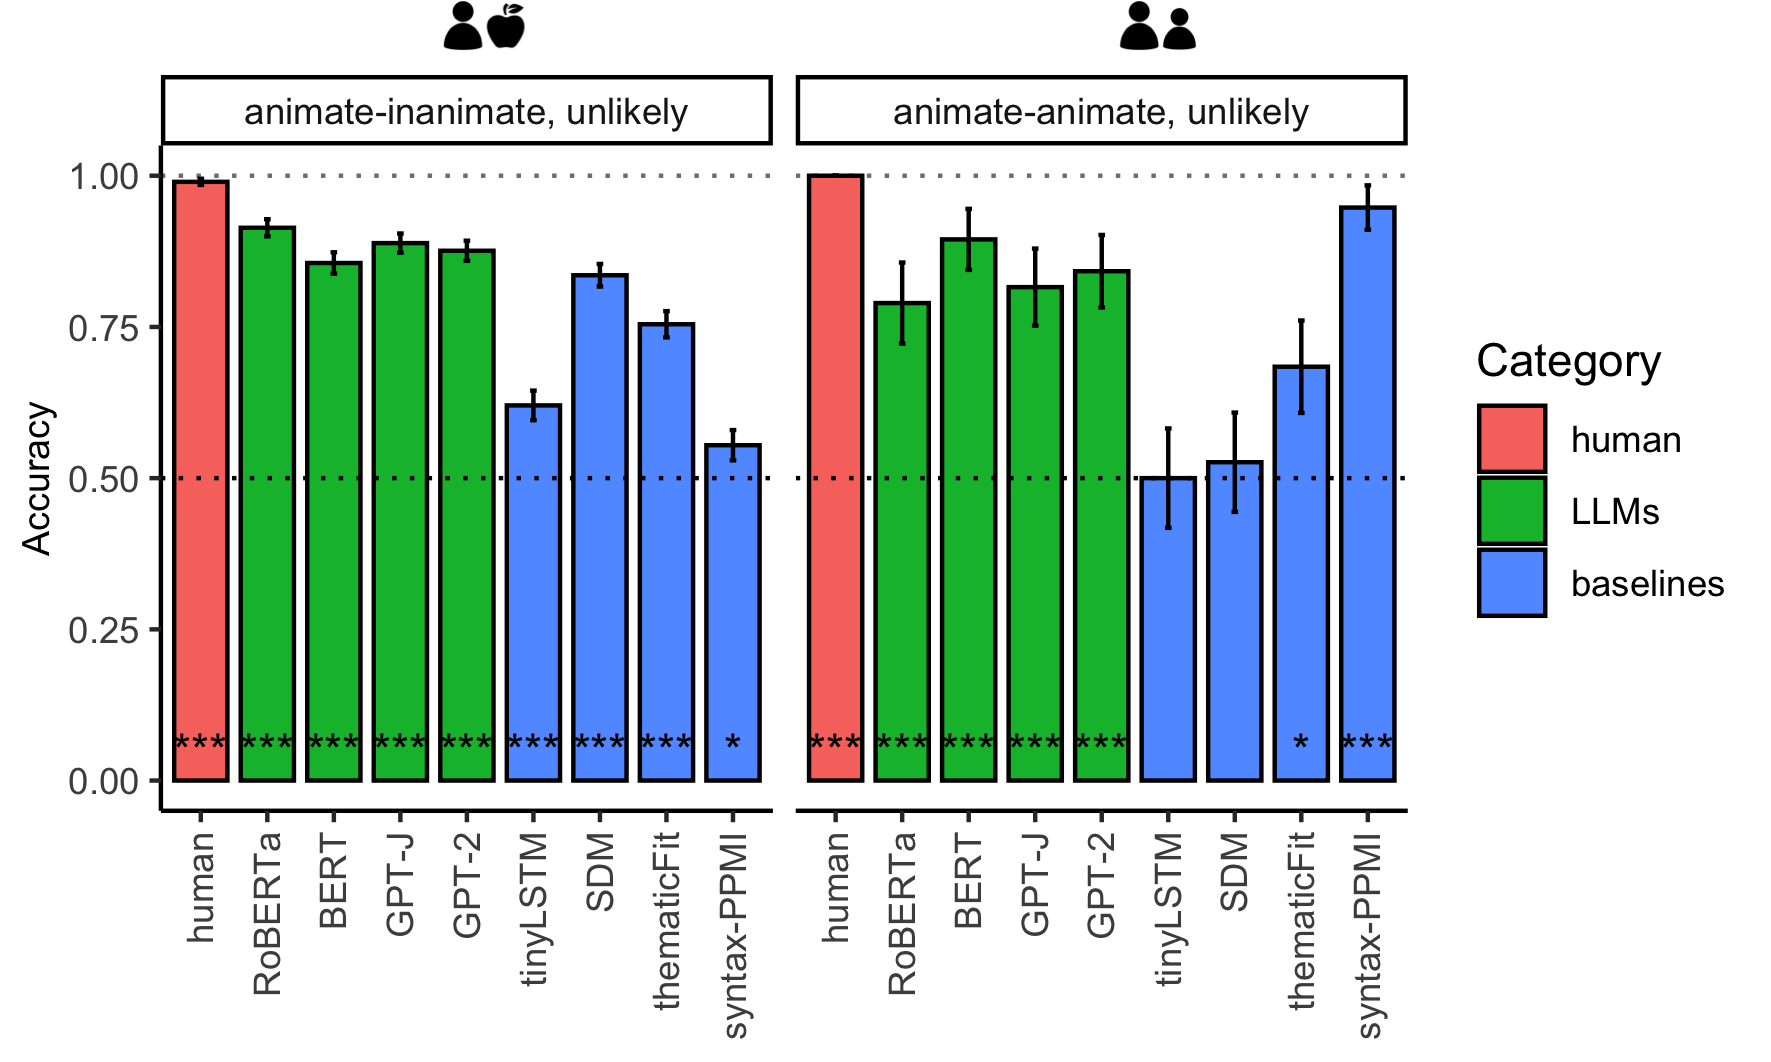 animate-inanimate, unlikely
animate-animate, unlikely
Accuracy
1.00
0.75
0.50
0.25
0.00
*** *** *** *** *** *** *** *** *
*** *** *** *** *** * ***
human RoBERTa BERT GPT-J GPT-2 tinyLSTM SDM thematicFit syntax-PPMI
human RoBERTa BERT GPT-J GPT-2 tinyLSTM SDM thematicFit syntax-PPMI
Category
human
LLMs
baselines